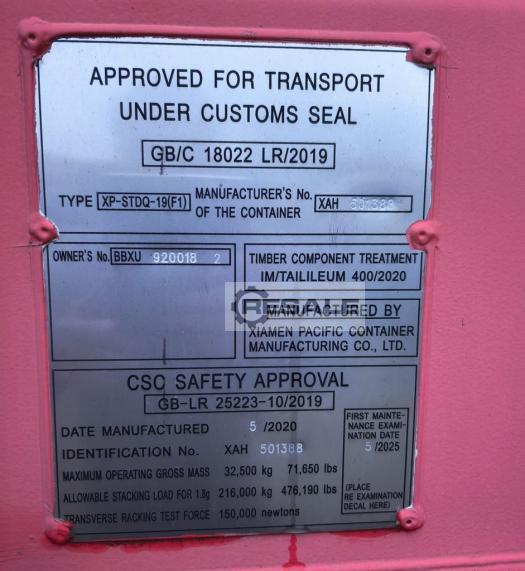 APPROVED FOR TRANSPORT
UNDER CUSTOMS SEAL
GB/C 18022 LR/2019
TYPE XP-STDQ-19(F1) MANUFACTURER'S No. OF THE CONTAINER XAH 501388
OWNER'S No. BBXU 920018 2
TIMBER COMPONENT TREATMENT
IM/TAILILEUM 400/2020
RESALE
MANUFACTURED BY
XIAMEN PACIFIC CONTAINER
MANUFACTURING CO., LTD.
CSC SAFETY APPROVAL
GB-LR 25223-10/2019
DATE MANUFACTURED 5 /2020
IDENTIFICATION No. XAH 501388
MAXIMUM OPERATING GROSS MASS 32,500 kg 71,650 lbs
ALLOWABLE STACKING LOAD FOR 1.8g 216,000 kg 476,190 lbs
TRANSVERSE RACKING TEST FORCE 150,000 newtons
FIRST MAINTE-
NANCE EXAMI-
NATION DATE
5 /2025
(PLACE
RE EXAMINATION
DECAL HERE)